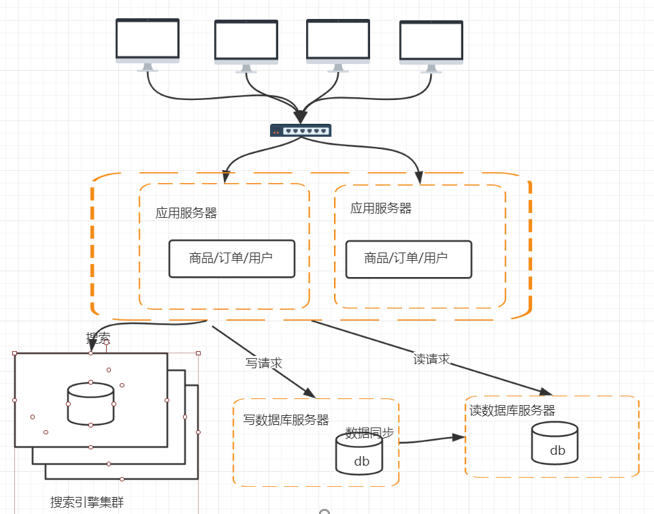 应用服务器
应用服务器
商品/订单/用户
商品/订单/用户
搜索
写请求
读请求
写数据库服务器
读数据库服务器
数据同步
db
db
搜索引擎集群